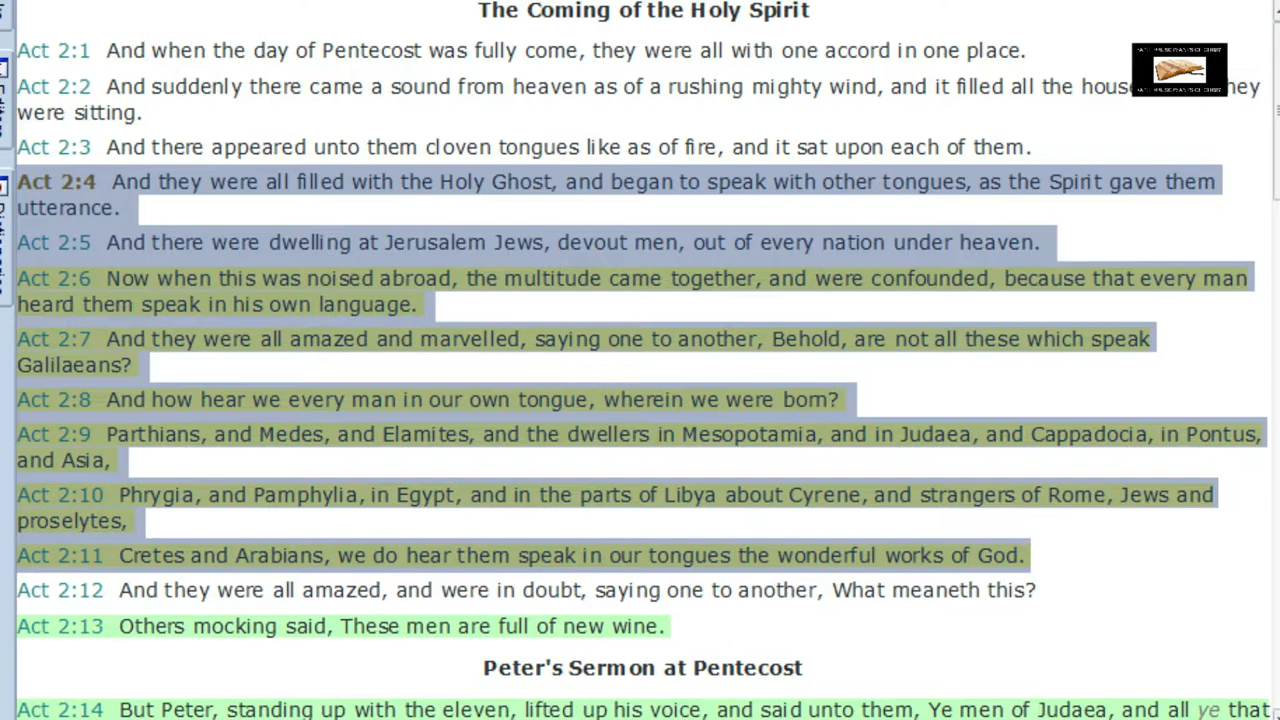 The Coming of the Holy Spirit
Act 2:1 And when the day of Pentecost was fully come, they were all with one accord in one place.
Act 2:2 And suddenly there came a sound from heaven as of a rushing mighty wind, and it filled all the
were sitting.
Act 2:3 And there appeared unto them cloven tongues like as of fire, and it sat upon each of them.
Act 2:4 And they were all filled with the Holy Ghost, and began to speak with other tongues, as the Spirit gave them
utterance.
Act 2:5 And there were dwelling at Jerusalem Jews, devout men, out of every nation under heaven.
Act 2:6 Now when this was noised abroad, the multitude came together, and were confounded, because that every man
heard them speak in his own language.
Act 2:7 And they were all amazed and marvelled, saying one to another, Behold, are not all these which speak
Galilaeans?
Act 2:8 And how hear we every man in our own tongue, wherein we were born?
Act 2:9 Parthians, and Medes, and Elamites, and the dwellers in Mesopotamia, and in Judaea, and Cappadocia, in Pontus,
and Asia,
Act 2:10 Phrygia, and Pamphylia, in Egypt, and in the parts of Libya about Cyrene, and strangers of Rome, Jews and
proselytes,
Act 2:11 Cretes and Arabians, we do hear them speak in our tongues the wonderful works of God.
Act 2:12 And they were all amazed, and were in doubt, saying one to another, What meaneth this?
Act 2:13 Others mocking said, These men are full of new wine.
Peter's Sermon at Pentecost
Act 2:14 But Peter, standing up with the eleven, lifted up his voice, and said unto them, Ye men of Judaea, and all ye that